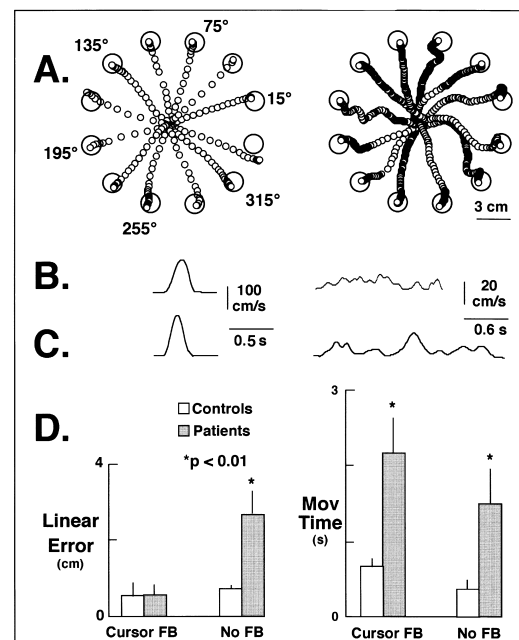 A.
75°
135°
15°
195°
255°
315°
3 cm
B.
100
cm/s
20
cm/s
0.5 s
0.6 s
C.
D.
Controls
Patients
*p < 0.01
4
Linear
Error
(cm)
0
*
Cursor FB
No FB
3
Mov
Time
(s)
0
*
*
Cursor FB
No FB